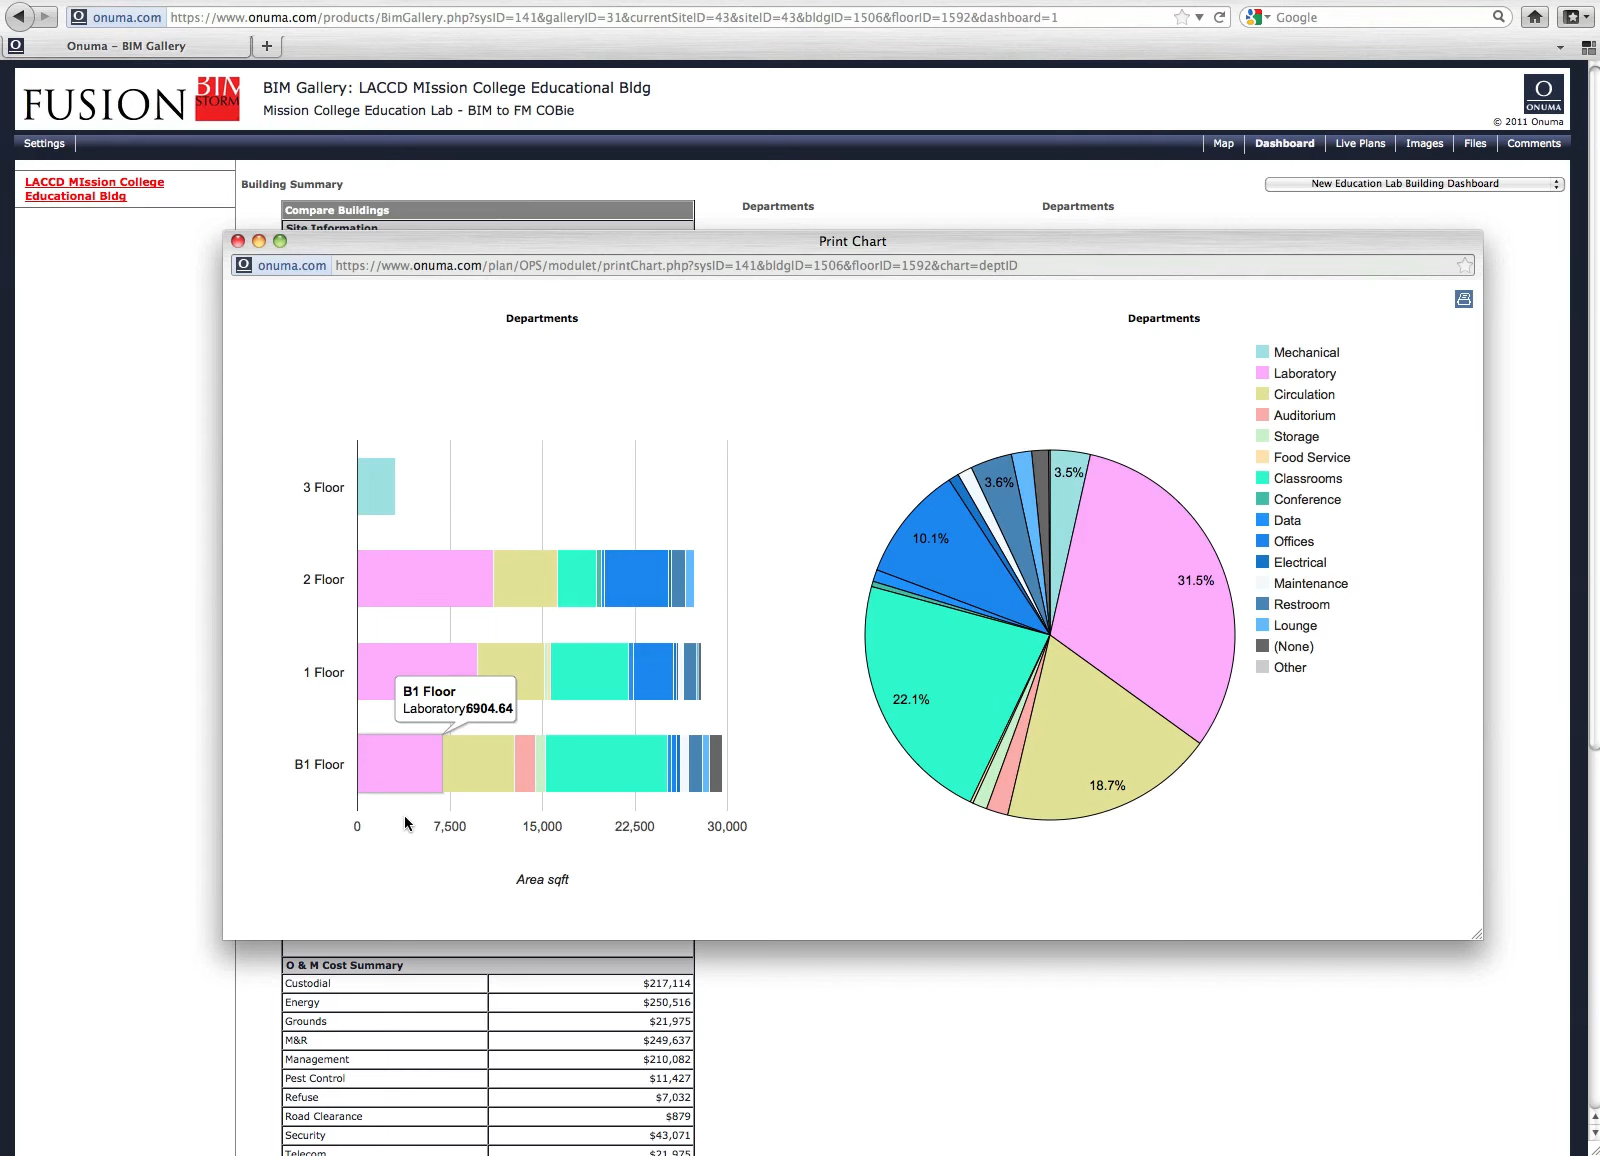 onuma.com https://www.onuma.com/products/BimGallery.php?sysID=141&galleryID=31&currentSiteID=43&siteID=43&bldgID=1506&floorID=1592&dashboard=1
Google
Onuma – BIM Gallery
FUSION BIM STORM
BIM Gallery: LACCD MIssion College Educational Bldg
Mission College Education Lab - BIM to FM COBie
O
ONUMA
© 2011 Onuma
Settings
Map Dashboard Live Plans Images Files Comments
LACCD MIssion College
Educational Bldg
Building Summary
New Education Lab Building Dashboard
Compare Buildings
Site Information
Departments
Departments
Print Chart
onuma.com https://www.onuma.com/plan/OPS/modulet/printChart.php?sysID=141&bldgID=1506&floorID=1592&chart=deptID
Departments
3 Floor
2 Floor
1 Floor
B1 Floor
B1 Floor
Laboratory6904.64
0 7,500 15,000 22,500 30,000
Area sqft
Departments
3.5%
31.5%
18.7%
22.1%
10.1%
3.6%
Mechanical
Laboratory
Circulation
Auditorium
Storage
Food Service
Classrooms
Conference
Data
Offices
Electrical
Maintenance
Restroom
Lounge
(None)
Other
O & M Cost Summary
Custodial $217,114
Energy $250,516
Grounds $21,975
M&R $249,637
Management $210,082
Pest Control $11,427
Refuse $7,032
Road Clearance $879
Security $43,071
Telecom $21,975